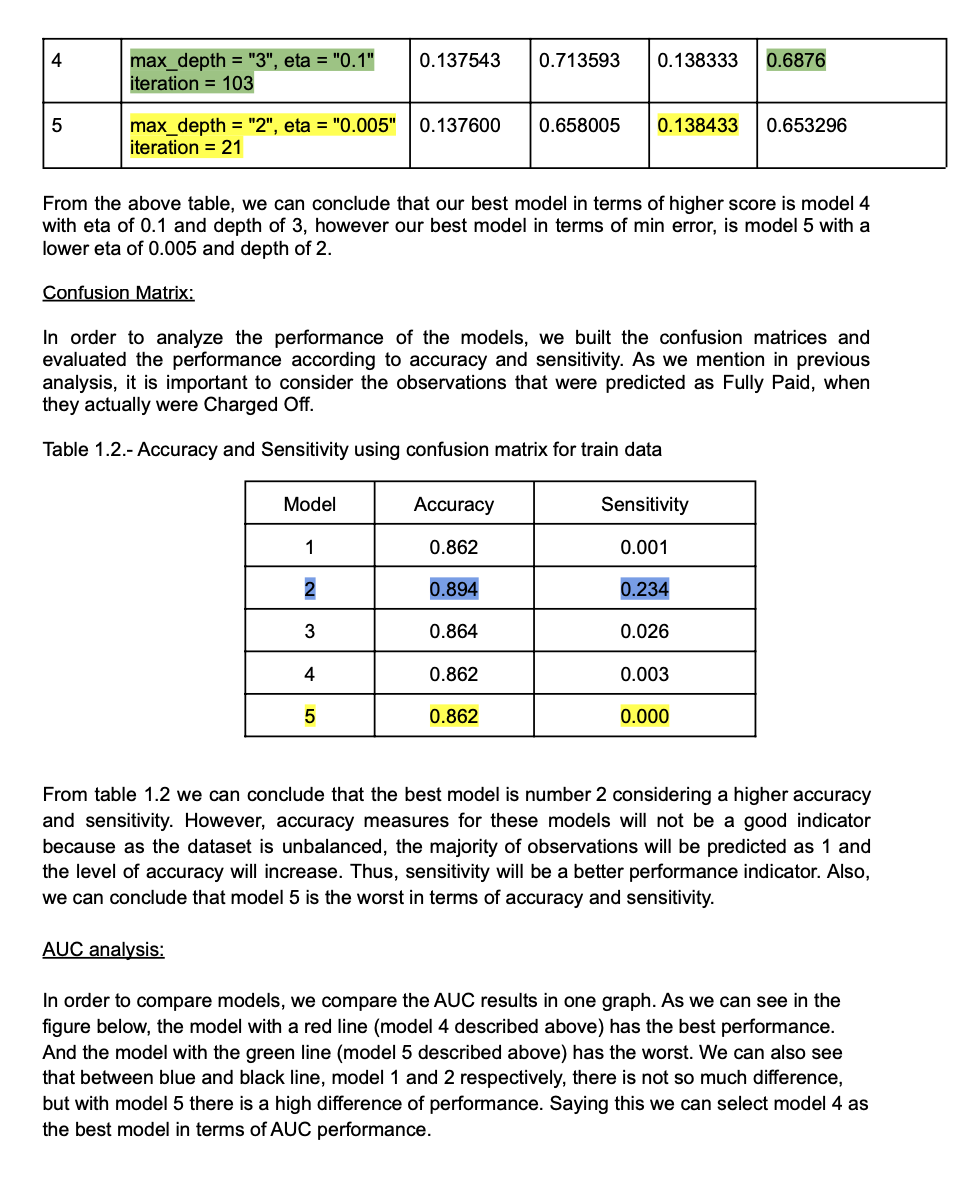 4 max_depth = "3", eta = "0.1" 0.137543 0.713593 0.138333 0.6876
iteration = 103
5 max_depth = "2", eta = "0.005" 0.137600 0.658005 0.138433 0.653296
iteration = 21
From the above table, we can conclude that our best model in terms of higher score is model 4
with eta of 0.1 and depth of 3, however our best model in terms of min error, is model 5 with a
lower eta of 0.005 and depth of 2.
Confusion Matrix:
In order to analyze the performance of the models, we built the confusion matrices and
evaluated the performance according to accuracy and sensitivity. As we mention in previous
analysis, it is important to consider the observations that were predicted as Fully Paid, when
they actually were Charged Off.
Table 1.2.- Accuracy and Sensitivity using confusion matrix for train data
Model Accuracy Sensitivity
1 0.862 0.001
2 0.894 0.234
3 0.864 0.026
4 0.862 0.003
5 0.862 0.000
From table 1.2 we can conclude that the best model is number 2 considering a higher accuracy
and sensitivity. However, accuracy measures for these models will not be a good indicator
because as the dataset is unbalanced, the majority of observations will be predicted as 1 and
the level of accuracy will increase. Thus, sensitivity will be a better performance indicator. Also,
we can conclude that model 5 is the worst in terms of accuracy and sensitivity.
AUC analysis:
In order to compare models, we compare the AUC results in one graph. As we can see in the
figure below, the model with a red line (model 4 described above) has the best performance.
And the model with the green line (model 5 described above) has the worst. We can also see
that between blue and black line, model 1 and 2 respectively, there is not so much difference,
but with model 5 there is a high difference of performance. Saying this we can select model 4 as
the best model in terms of AUC performance.